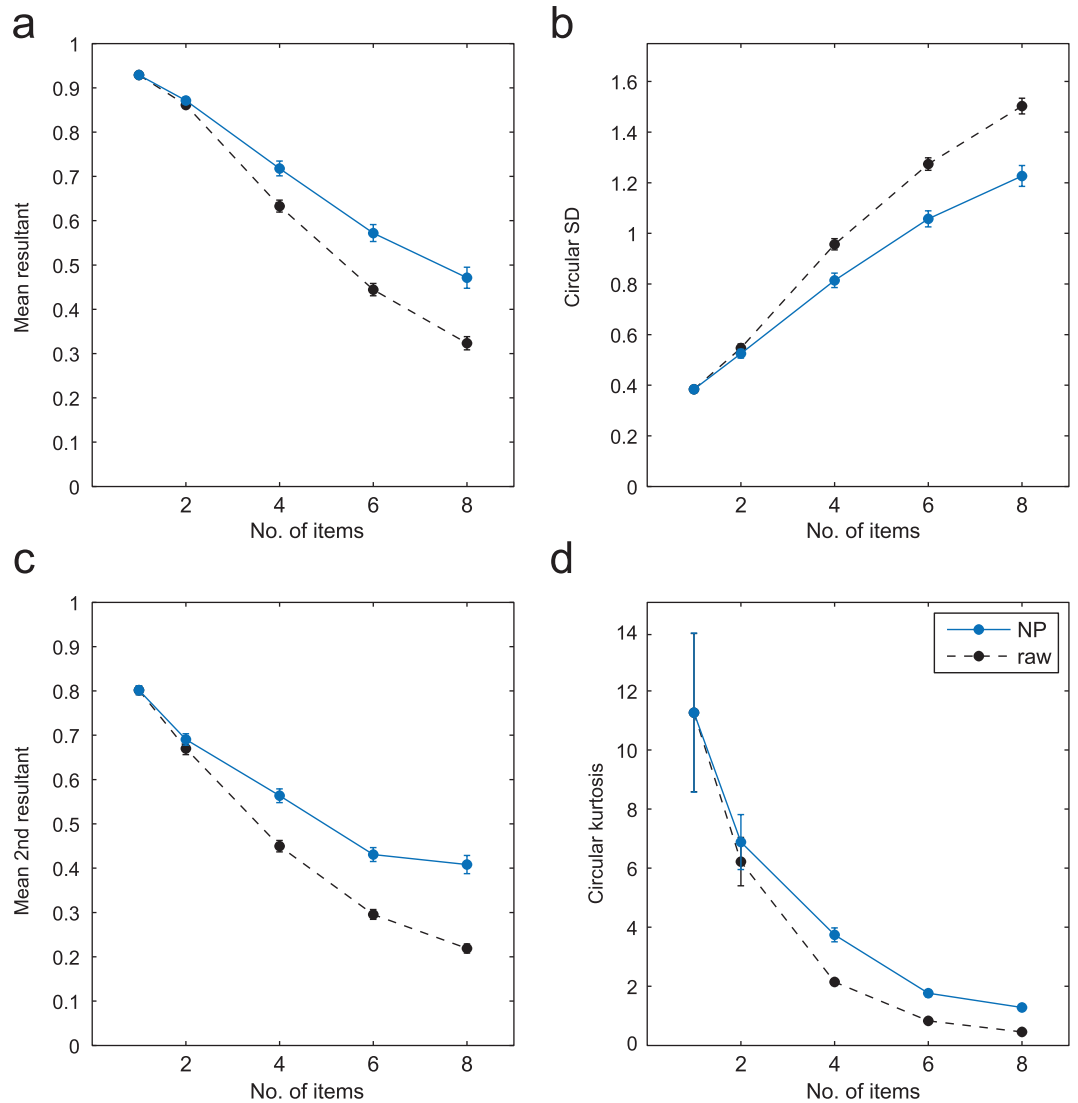 a
1
0.9
0.8
0.7
0.6
0.5
0.4
0.3
0.2
0.1
0
Mean resultant
2 4 6 8
No. of items
b
1.6
1.4
1.2
1
0.8
0.6
0.4
0.2
0
Circular SD
2 4 6 8
No. of items
c
1
0.9
0.8
0.7
0.6
0.5
0.4
0.3
0.2
0.1
0
Mean 2nd resultant
2 4 6 8
No. of items
d
14
12
10
8
6
4
2
0
Circular kurtosis
NP
raw
2 4 6 8
No. of items